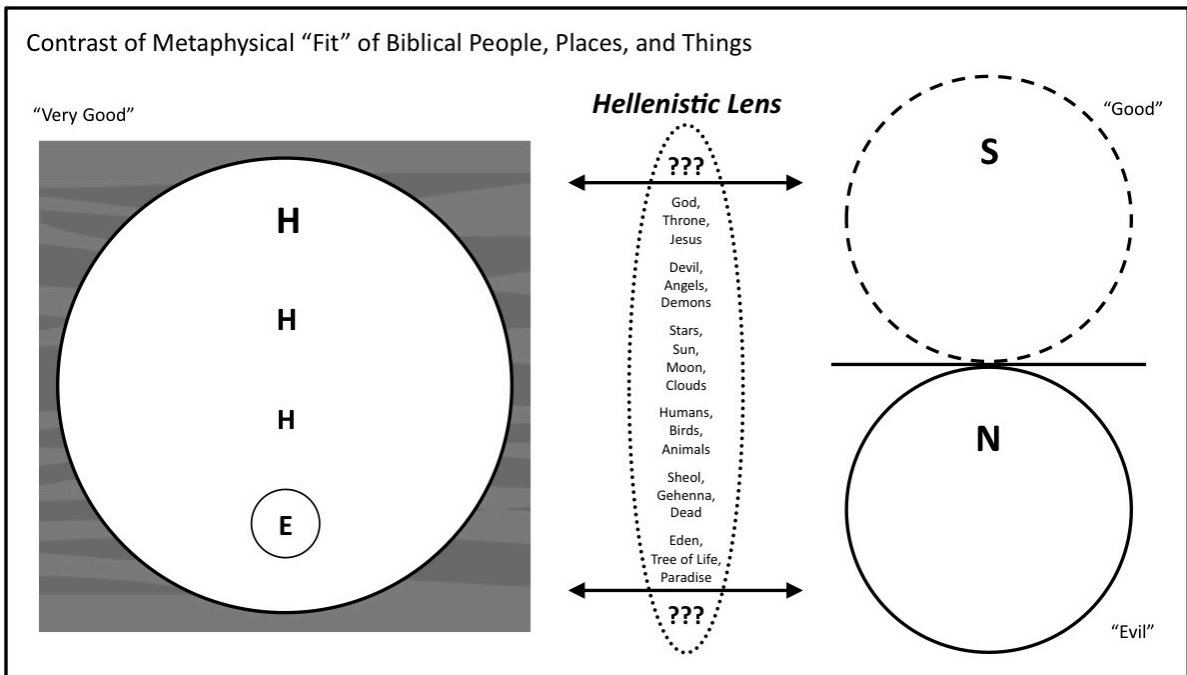 Contrast of Metaphysical “Fit” of Biblical People, Places, and Things
“Very Good”
H
H
H
E
Hellenistic Lens
???
God,
Throne,
Jesus
Devil,
Angels,
Demons
Stars,
Sun,
Moon,
Clouds
Humans,
Birds,
Animals
Sheol,
Gehenna,
Dead
Eden,
Tree of Life,
Paradise
???
“Good”
S
N
“Evil”